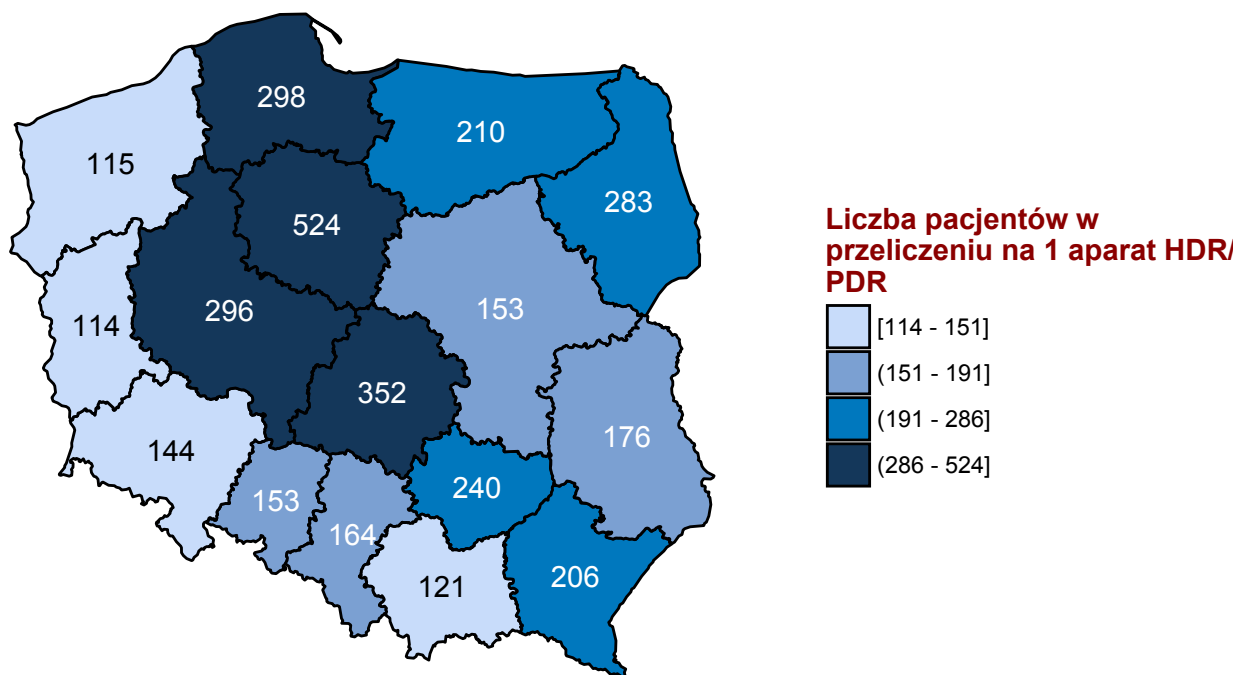 298
210
115
283
524
153
296
114
352
176
144
240
153
164
206
121
Liczba pacjentów w
przeliczeniu na 1 aparat HDR/
PDR
[114 - 151]
(151 - 191]
(191 - 286]
(286 - 524]